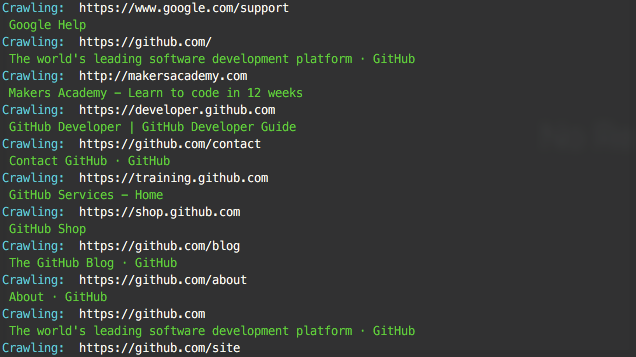 Crawling:  https://www.google.com/support
Google Help
Crawling:  https://github.com/
The world's leading software development platform · GitHub
Crawling:  http://makersacademy.com
Makers Academy – Learn to code in 12 weeks
Crawling:  https://developer.github.com
GitHub Developer | GitHub Developer Guide
Crawling:  https://github.com/contact
Contact GitHub · GitHub
Crawling:  https://training.github.com
GitHub Services – Home
Crawling:  https://shop.github.com
GitHub Shop
Crawling:  https://github.com/blog
The GitHub Blog · GitHub
Crawling:  https://github.com/about
About · GitHub
Crawling:  https://github.com
The world's leading software development platform · GitHub
Crawling:  https://github.com/site